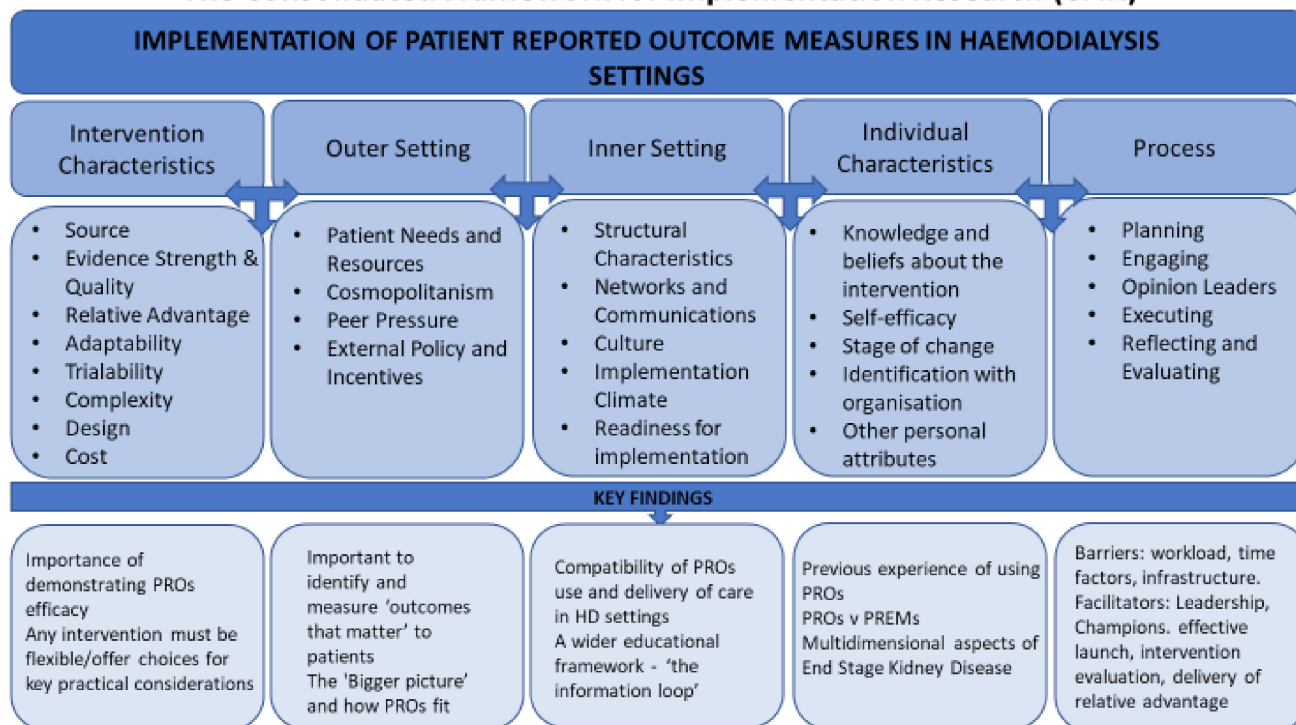 IMPLEMENTATION OF PATIENT REPORTED OUTCOME MEASURES IN HAEMODIALYSIS
SETTINGS
Intervention
Characteristics
Outer Setting
Inner Setting
Individual
Characteristics
Process
• Source
• Evidence Strength &
Quality
• Relative Advantage
• Adaptability
• Trialability
• Complexity
• Design
• Cost
• Patient Needs and
Resources
• Cosmopolitanism
• Peer Pressure
• External Policy and
Incentives
• Structural
Characteristics
• Networks and
Communications
• Culture
• Implementation
Climate
• Readiness for
implementation
• Knowledge and
beliefs about the
intervention
• Self-efficacy
• Stage of change
• Identification with
organisation
• Other personal
attributes
• Planning
• Engaging
• Opinion Leaders
• Executing
• Reflecting and
Evaluating
KEY FINDINGS
Importance of
demonstrating PROs
efficacy
Any intervention must be
flexible/offer choices for
key practical considerations
Important to
identify and
measure ‘outcomes
that matter’ to
patients
The 'Bigger picture'
and how PROs fit
Compatibility of PROs
use and delivery of care
in HD settings
A wider educational
framework - ‘the
information loop’
Previous experience of using
PROs
PROs v PREMs
Multidimensional aspects of
End Stage Kidney Disease
Barriers: workload, time
factors, infrastructure.
Facilitators: Leadership,
Champions. effective
launch, intervention
evaluation, delivery of
relative advantage